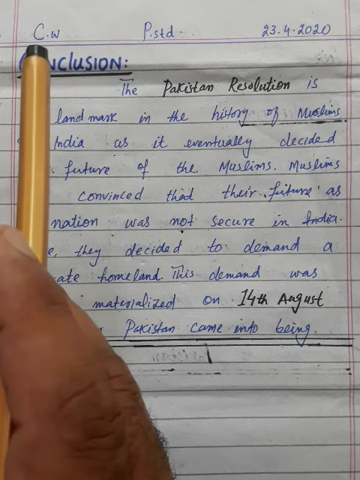 C.w P.std 23.4.2020
CONCLUSION:
The Pakistan Resolution is
landmark in the history of Muslims
India as it eventually decided
future of the Muslims. Muslims
convinced that their future as
nation was not secure in India.
they decided to demand a
homeland This demand was
materialized on 14th August
Pakistan came into being.